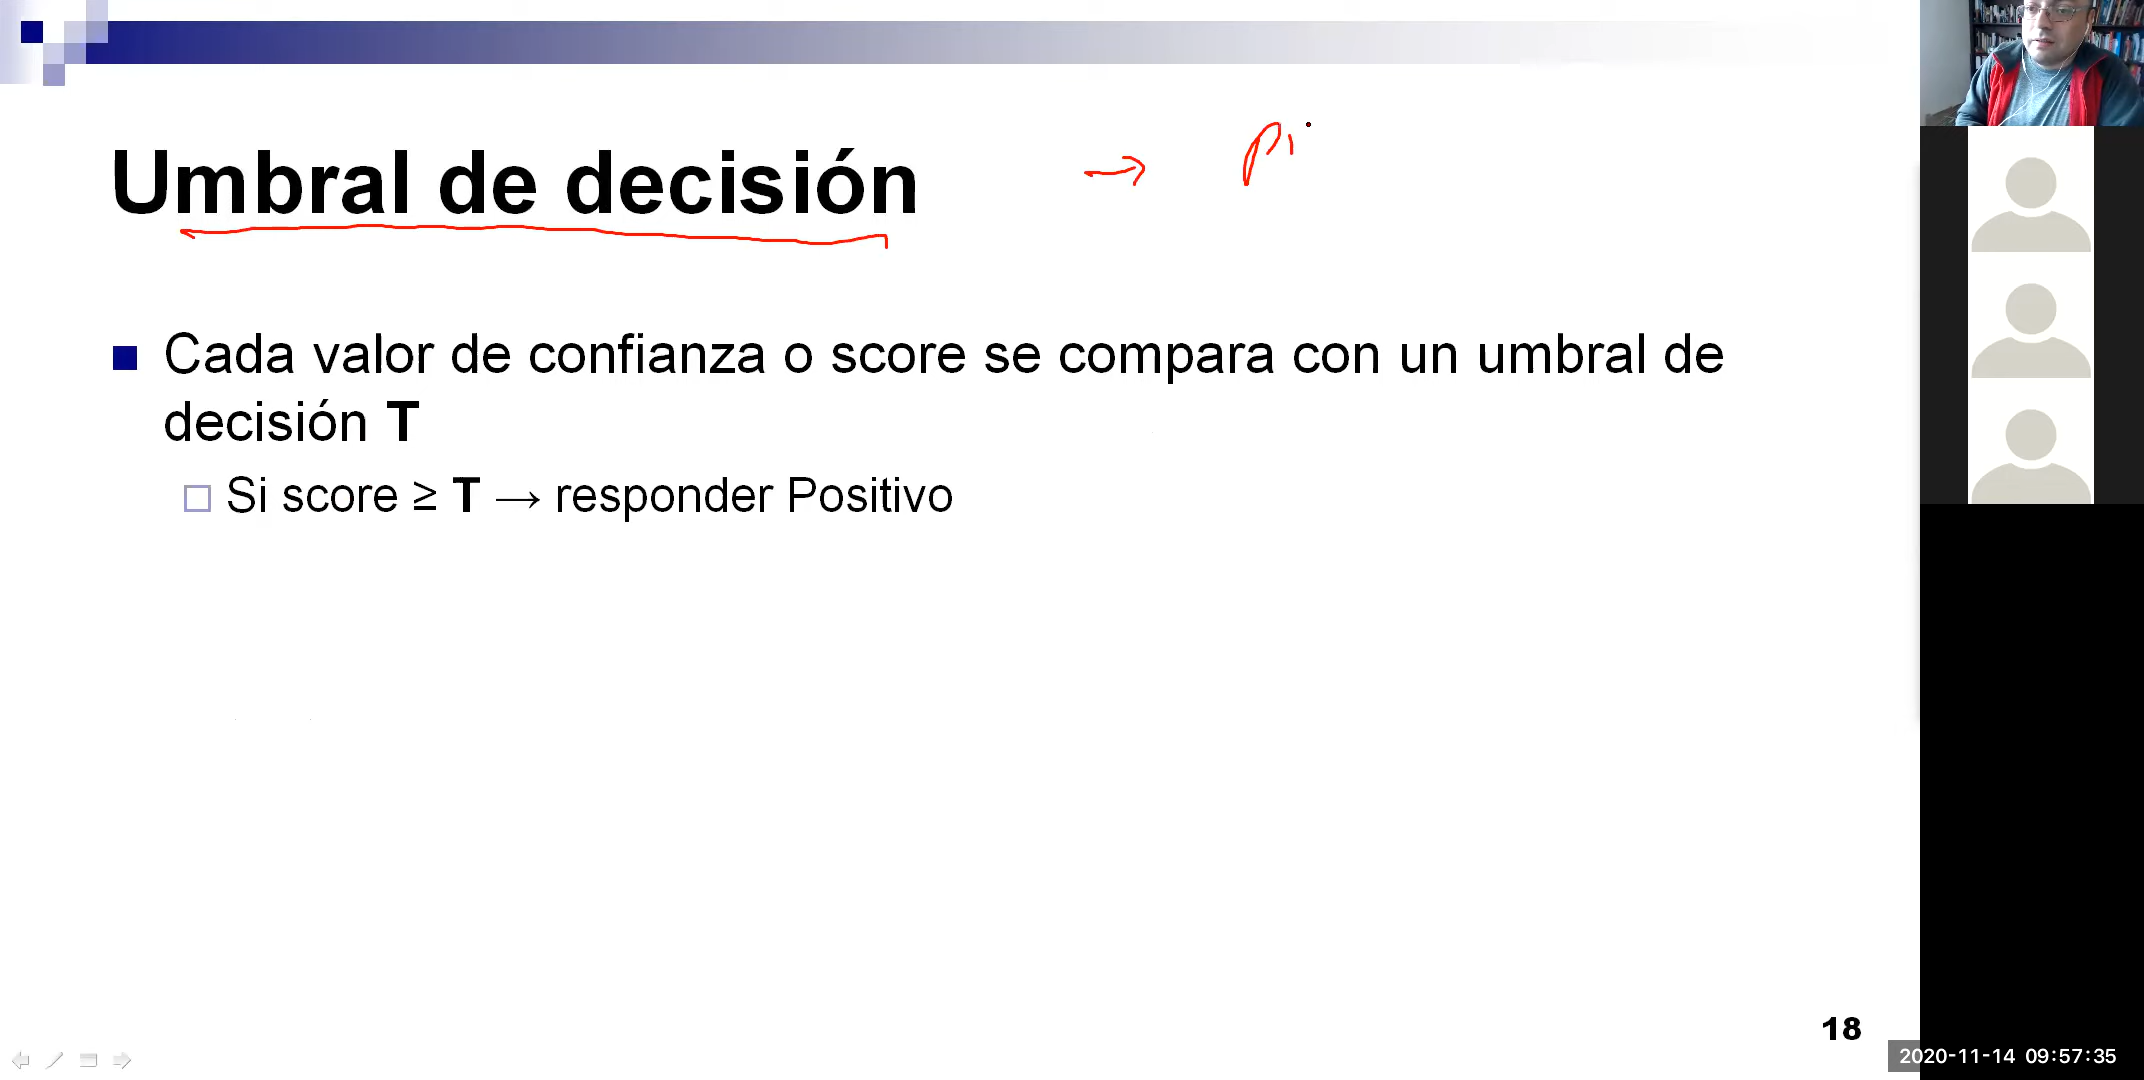 Umbral de decisión
→ Pi
Cada valor de confianza o score se compara con un umbral de
decisión T
Si score ≥ T → responder Positivo
18
2020-11-14 09:57:35